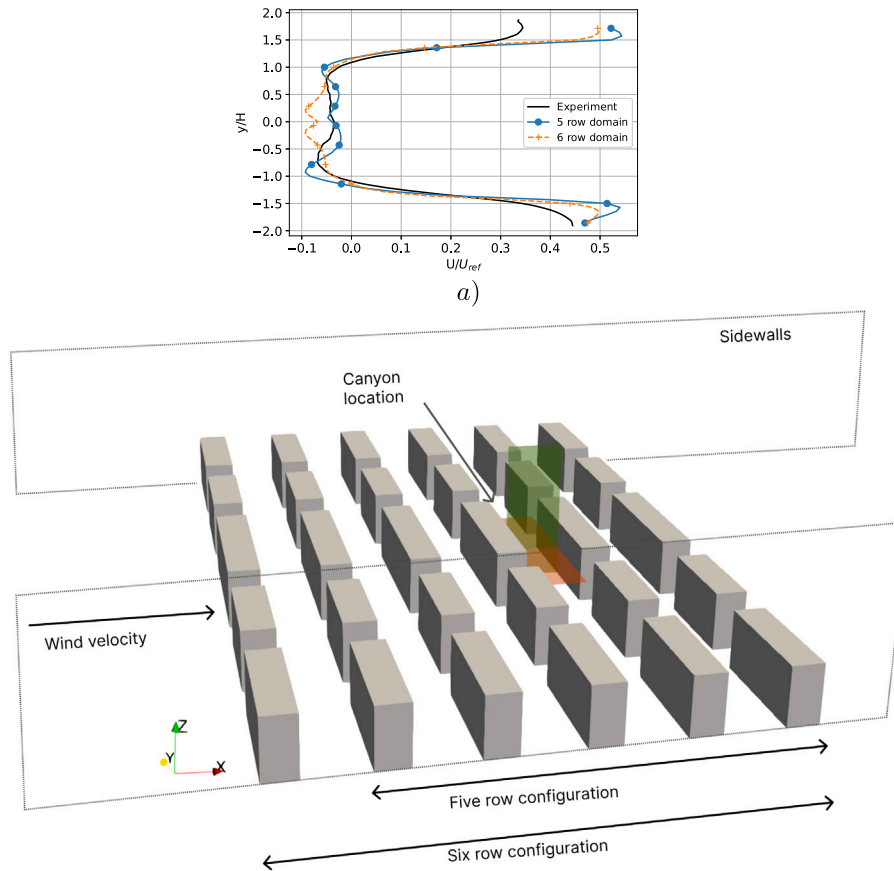 2.0
1.5
1.0
0.5
0.0
−0.5
−1.0
−1.5
−2.0
y/H
Experiment
5 row domain
6 row domain
−0.1 0.0 0.1 0.2 0.3 0.4 0.5
U/U_ref
a)
Sidewalls
Canyon
location
Wind velocity
Z
Y
X
Five row configuration
Six row configuration